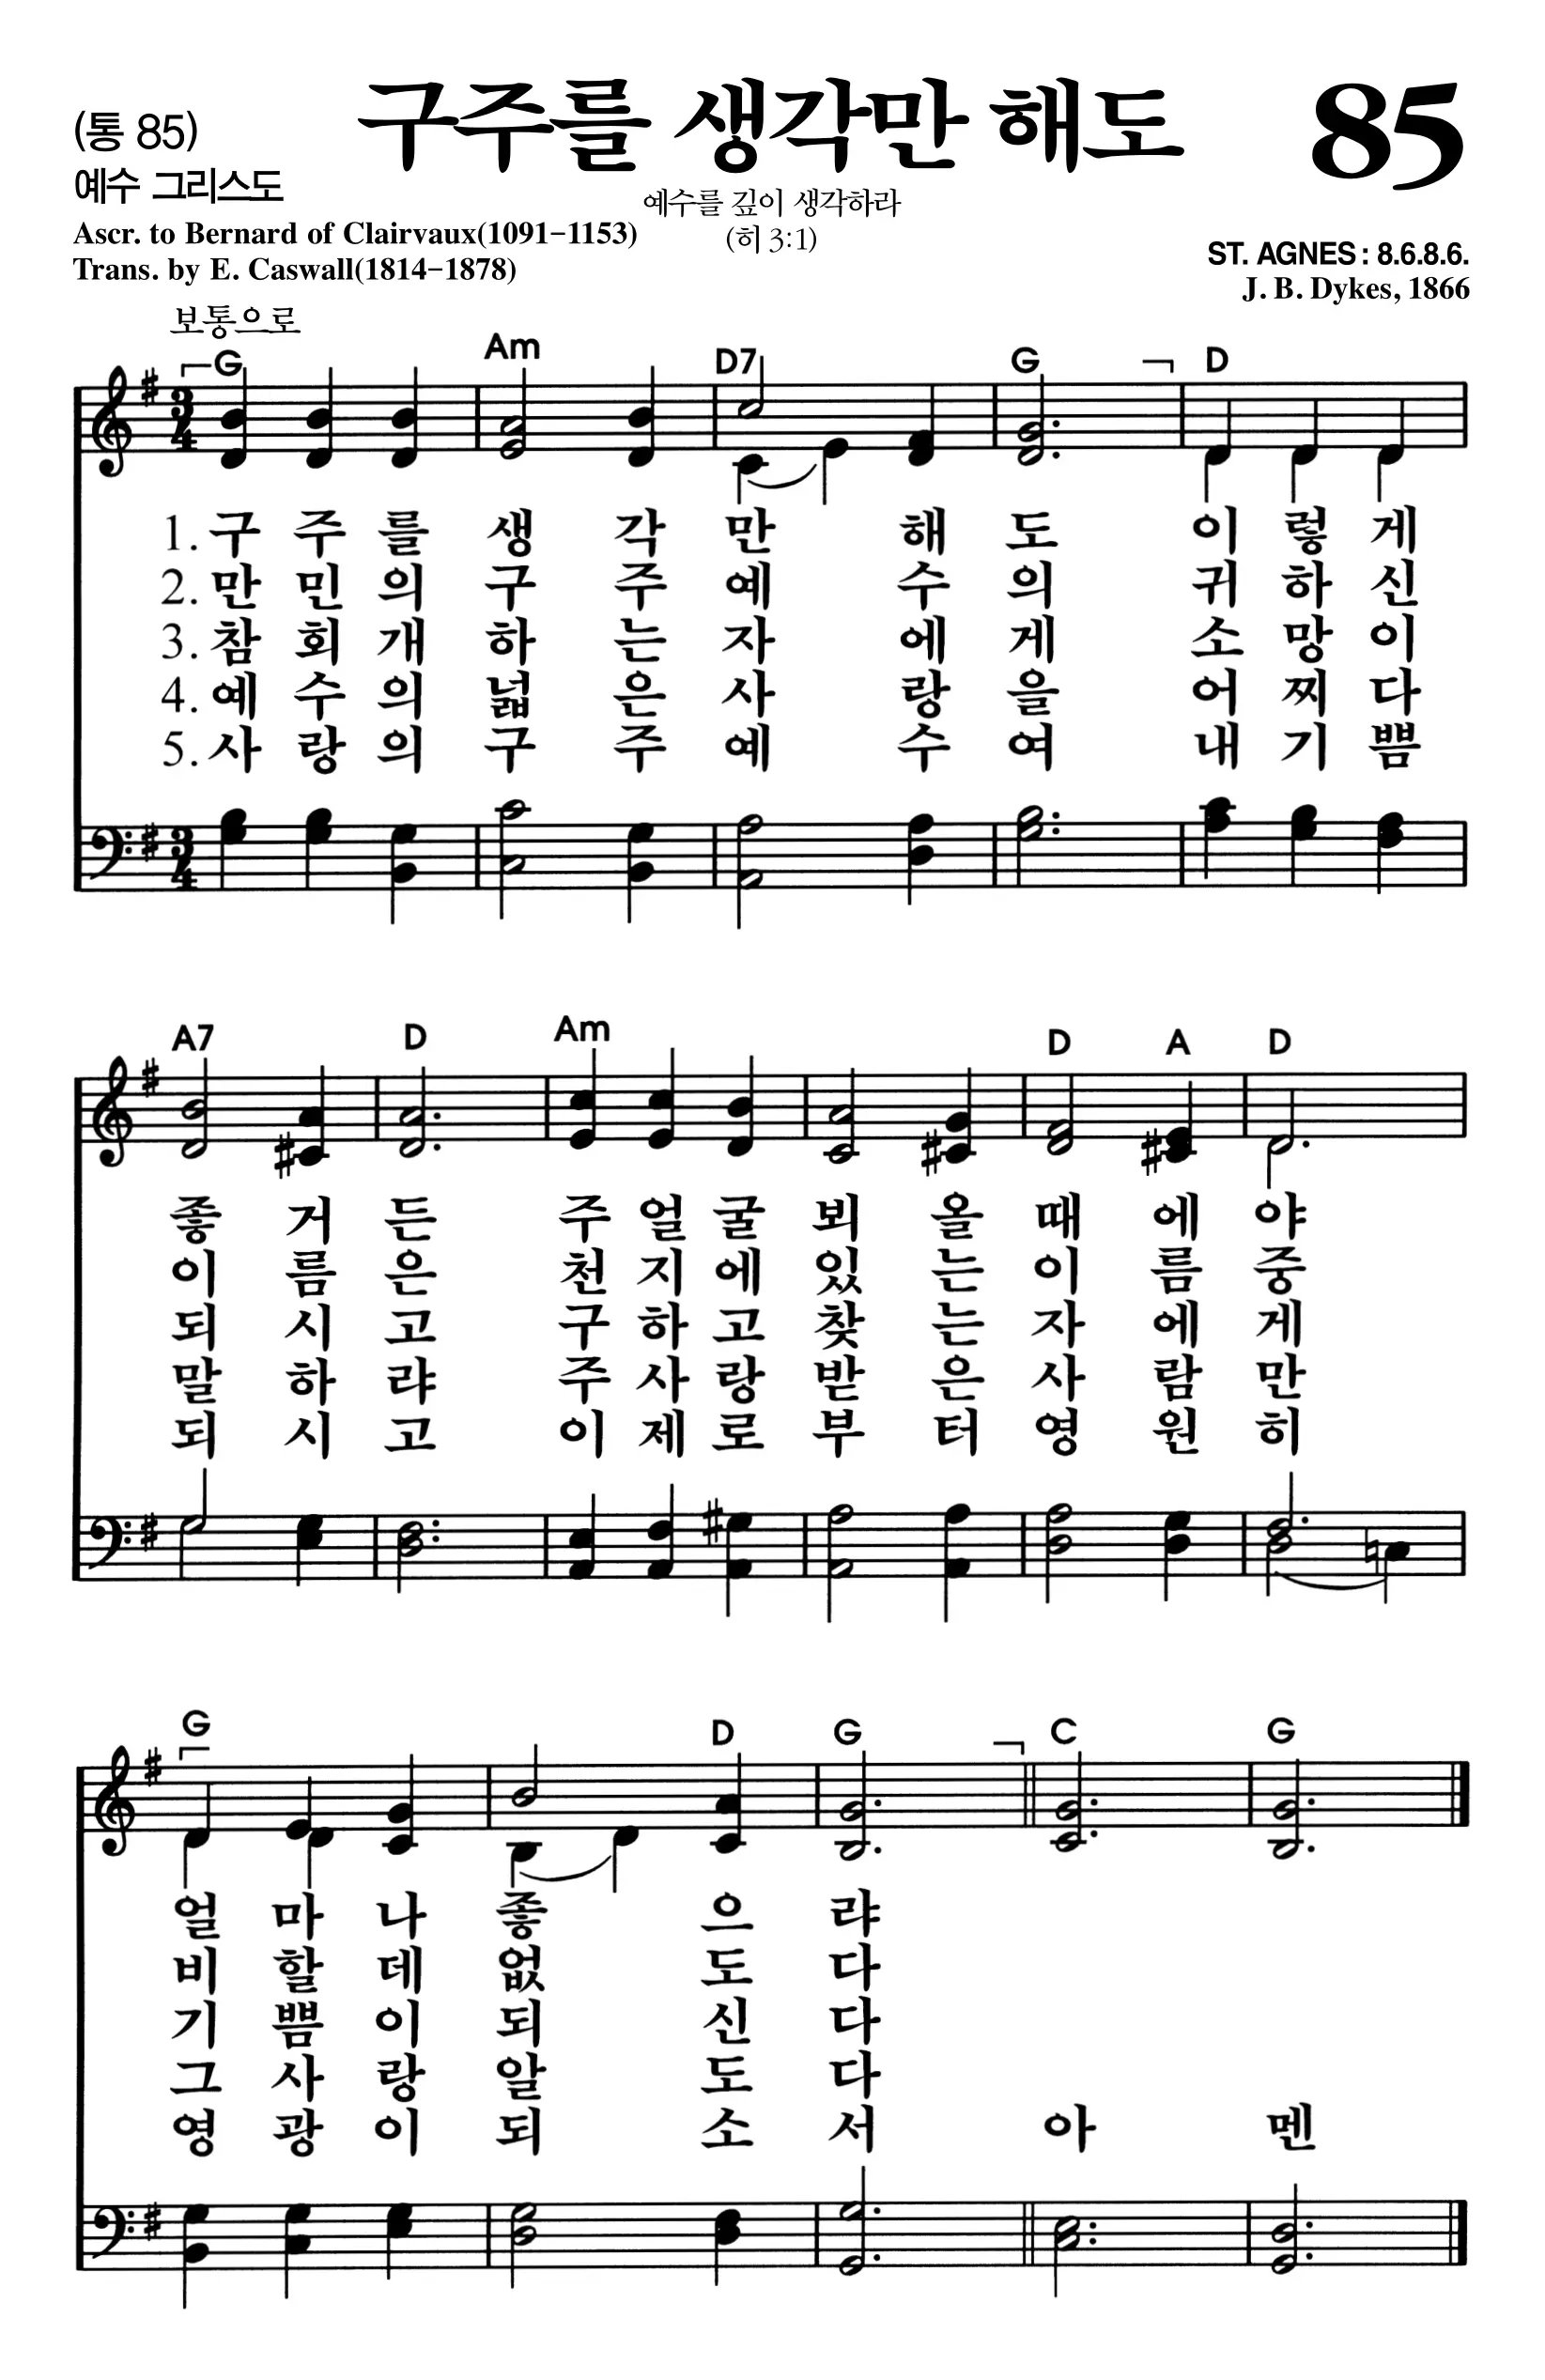 (통 85)
구주를 생각만 해도
85
예수 그리스도
예수를 깊이 생각하라
(히 3:1)
Ascr. to Bernard of Clairvaux(1091-1153)
Trans. by E. Caswall(1814-1878)
ST. AGNES : 8.6.8.6.
J. B. Dykes, 1866
보통으로
G Am D7 G D
3 4
1. 구 주 를 생 각 만 해 도 이 렇 게
2. 만 민 의 구 주 예 수 의 귀 하 신
3. 참 회 개 하 는 자 에 게 소 망 이
4. 예 수 의 넓 은 사 랑 을 어 찌 다
5. 사 랑 의 구 주 예 수 여 내 기 쁨
3 4
A7 D Am D A D
좋 거 든 주 얼 굴 뵈 올 때 에 야
이 름 은 천 지 에 있 는 이 름 중
되 시 고 구 하 고 찾 는 자 에 게
말 하 랴 주 사 랑 받 은 사 람 만
되 시 고 이 제 로 부 터 영 원 히
G D G C G
얼 마 나 좋 으 랴
비 할 데 없 도 다
기 쁨 이 되 신 다
그 사 랑 알 도 다
영 광 이 되 소 서 아 멘